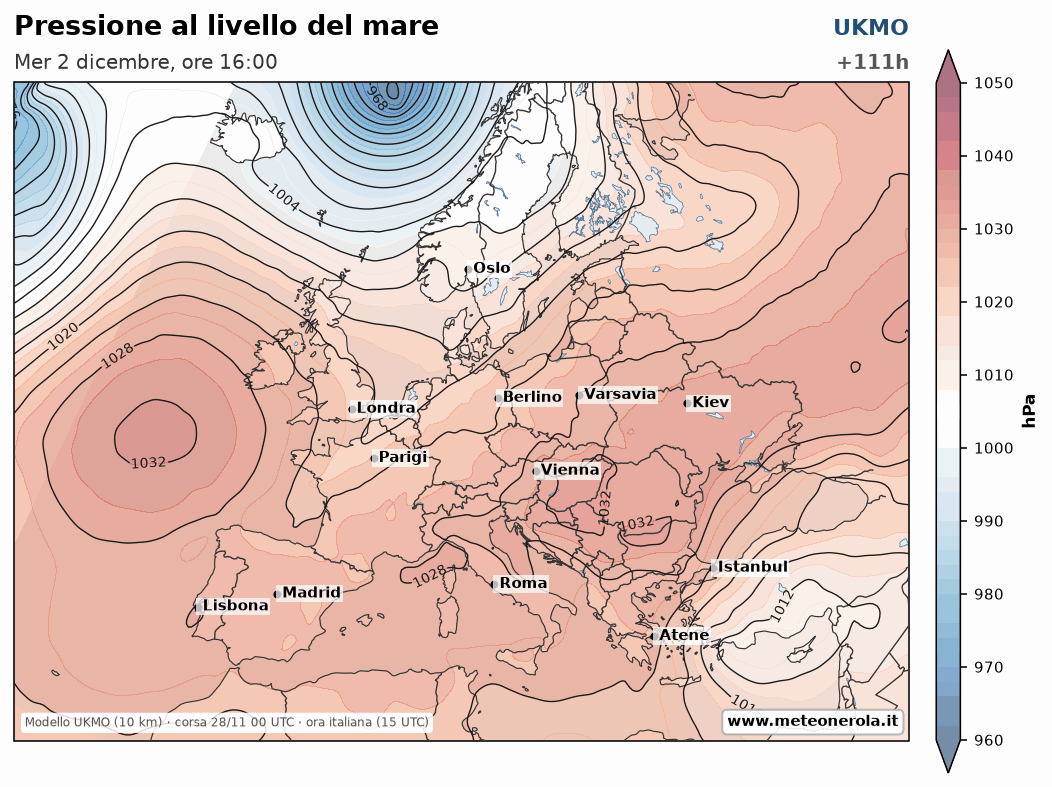 Pressione al livello del mare
UKMO
Mer 2 dicembre, ore 16:00
+111h
968
1004
1020
1028
1032
Oslo
Londra
Berlino
Varsavia
Kiev
Parigi
Vienna
1032
1032
Istanbul
1028
Roma
Madrid
Lisbona
1012
Atene
Modello UKMO (10 km) · corsa 28/11 00 UTC · ora italiana (15 UTC)
www.meteonerola.it
1050
1040
1030
1020
1010
1000
990
980
970
960
hPa